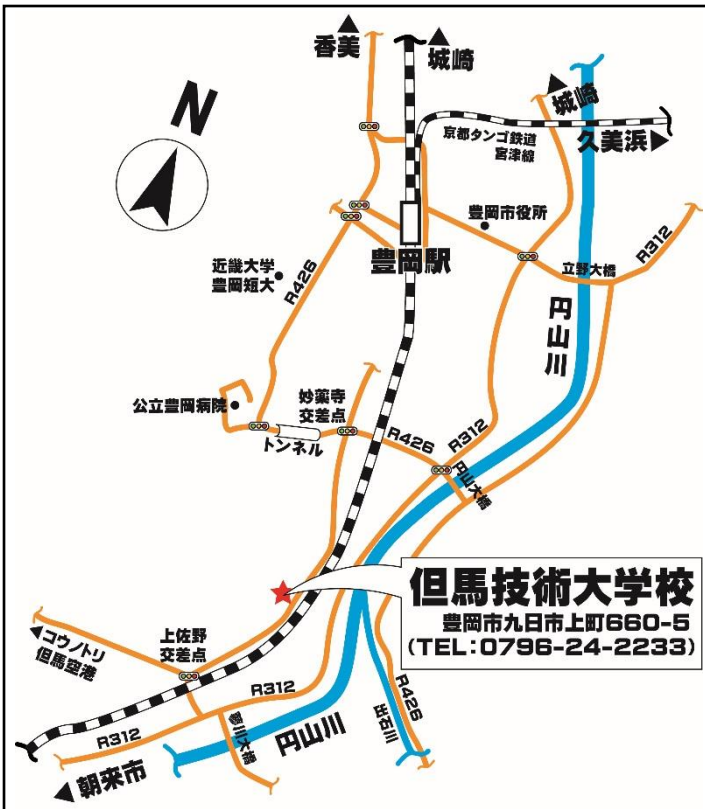 香美
城崎
城崎
N
京都タンゴ鉄道
宮津線
久美浜
豊岡市役所
R312
豊岡駅
立野大橋
近畿大学
豊岡短大
R426
円山川
公立豊岡病院
妙薬寺
交差点
トンネル
R426
R312
円山大橋
但馬技術大学校
豊岡市九日市上町660-5
(TEL:0796-24-2233)
上佐野
交差点
コウノトリ
但馬空港
R312
R312
蓼川大橋
円山川
出石川
R426
朝来市